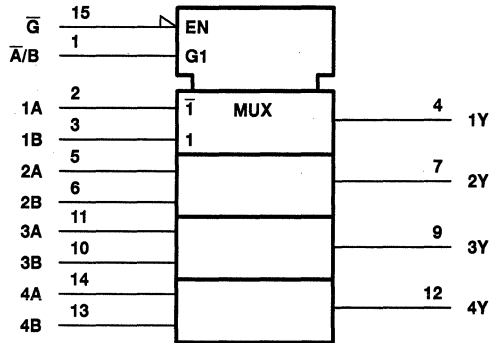 G̅ 15 EN
A̅/B 1 G1
1A 2 1̅ MUX 4 1Y
1B 3 1
2A 5 7 2Y
2B 6
3A 11 9 3Y
3B 10
4A 14 12 4Y
4B 13